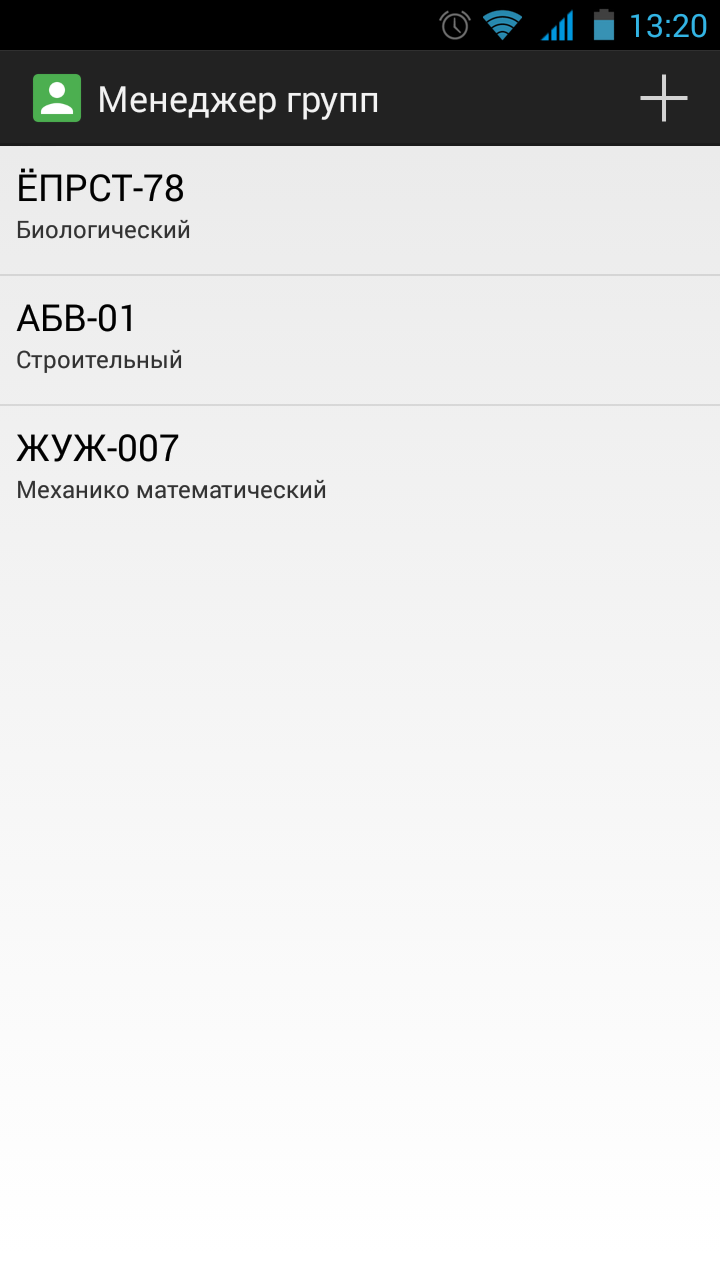 13:20
Менеджер групп
ЁПРСТ-78
Биологический
АБВ-01
Строительный
ЖУЖ-007
Механико математический